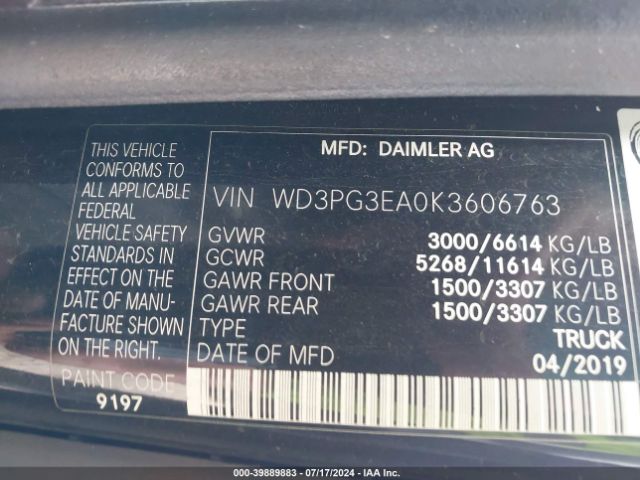 MFD: DAIMLER AG
THIS VEHICLE
CONFORMS TO
ALL APPLICABLE
FEDERAL
VEHICLE SAFETY
STANDARDS IN
EFFECT ON THE
DATE OF MANU-
FACTURE SHOWN
ON THE RIGHT.
PAINT CODE
9197
VIN WD3PG3EA0K3606763
GVWR 3000/6614 KG/LB
GCWR 5268/11614 KG/LB
GAWR FRONT 1500/3307 KG/LB
GAWR REAR 1500/3307 KG/LB
TYPE TRUCK
DATE OF MFD 04/2019
000-39889883 - 07/17/2024 - IAA Inc.